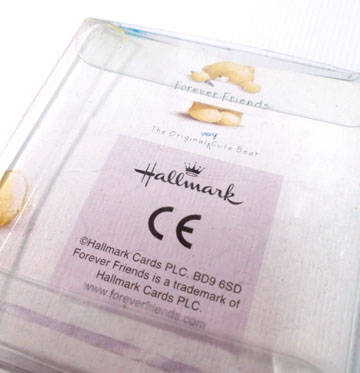 Forever Friends
very
The Original Cute Bear
Hallmark
CE
©Hallmark Cards PLC. BD9 6SD
Forever Friends is a trademark of
Hallmark Cards PLC.
www.foreverfriends.com